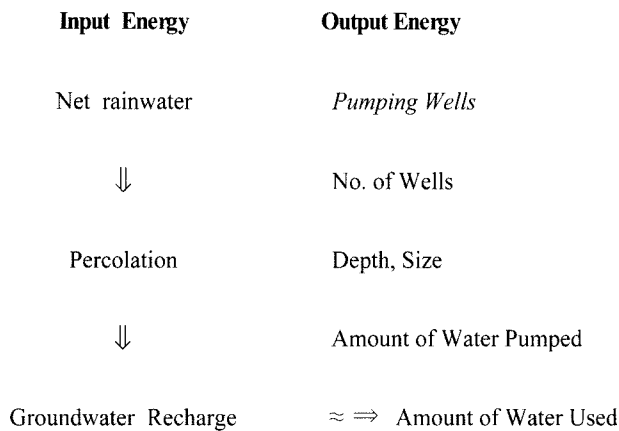 Input Energy Output Energy
Net rainwater Pumping Wells
⇓ No. of Wells
Percolation Depth, Size
⇓ Amount of Water Pumped
Groundwater Recharge ≈ ⇒ Amount of Water Used